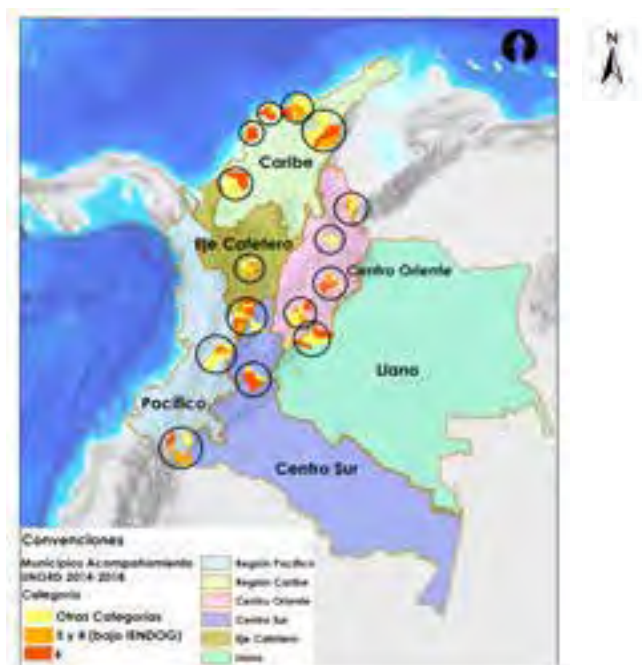 N
Caribe
Eje Cafetero
Centro Oriente
Llano
Pacífico
Centro Sur
Convenciones
Municipios Acompañamiento
2014-2018
Categoría
Otras Categorías
5 y 6 (bajo
6
Región Pacífico
Región Caribe
Centro Oriente
Centro Sur
Eje Cafetero
Llano